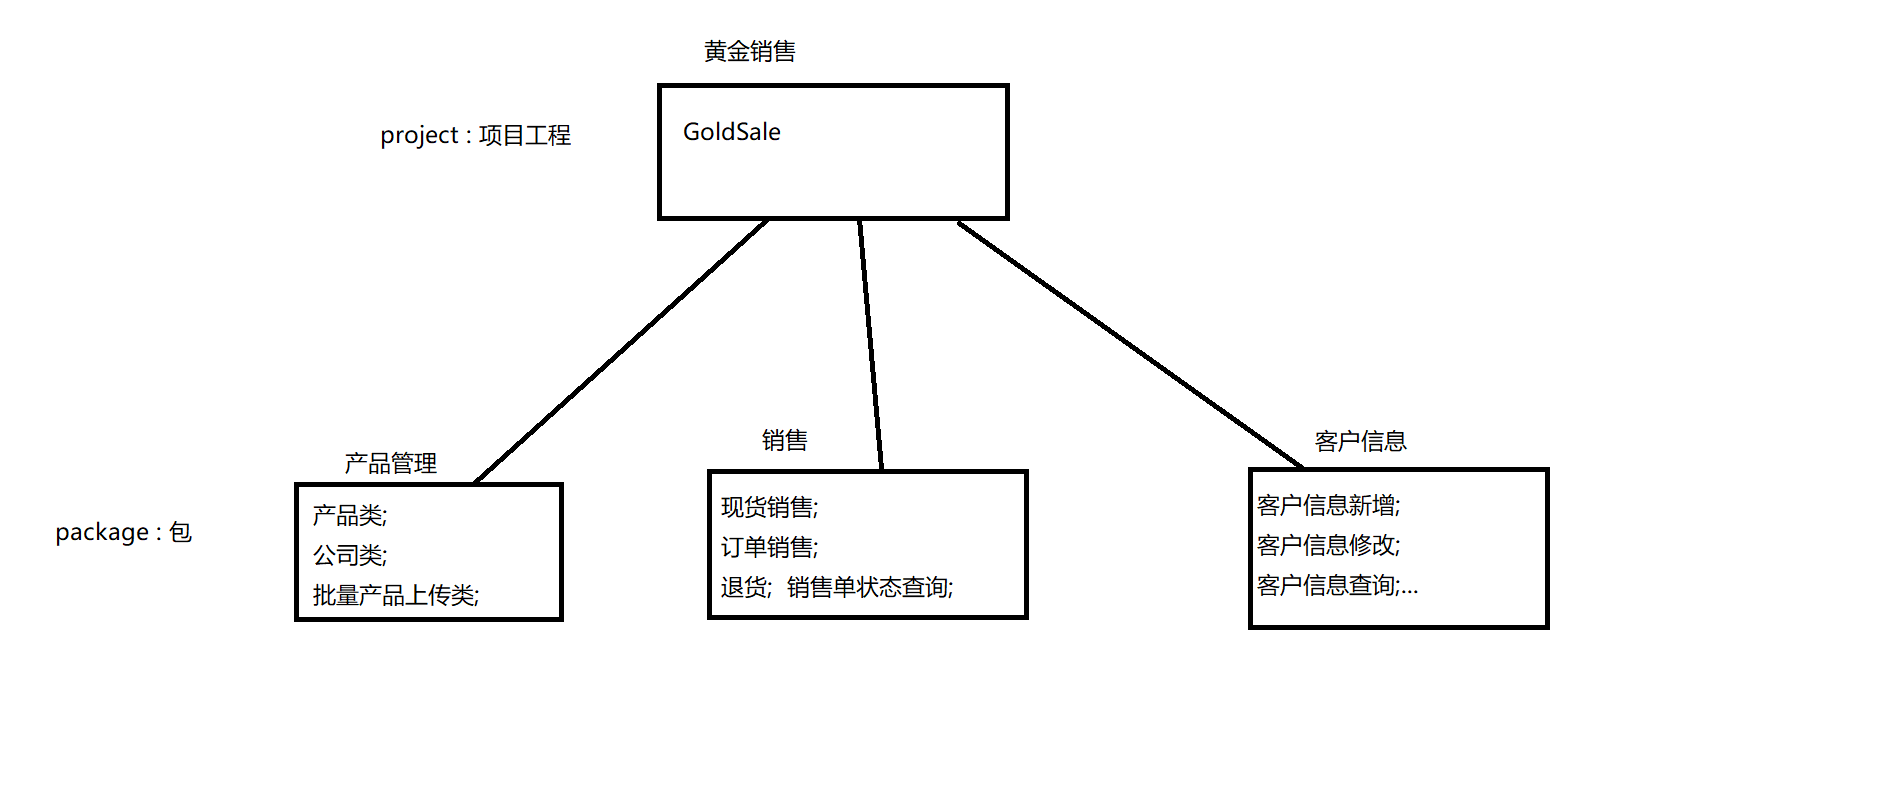 黄金销售
project : 项目工程
GoldSale
产品管理
销售
客户信息
package : 包
产品类;
公司类;
批量产品上传类;
现货销售;
订单销售;
退货;  销售单状态查询;
客户信息新增;
客户信息修改;
客户信息查询;...